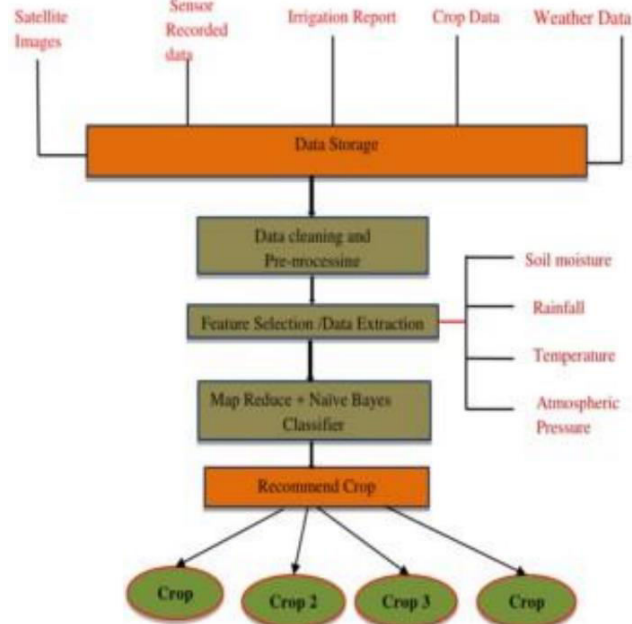 Satellite
Images
Sensor
Recorded
data
Irrigation Report
Crop Data
Weather Data
Data Storage
Data cleaning and
Pre-processing
Feature Selection /Data Extraction
Soil moisture
Rainfall
Temperature
Atmospheric
Pressure
Map Reduce + Naïve Bayes
Classifier
Recommend Crop
Crop
Crop 2
Crop 3
Crop